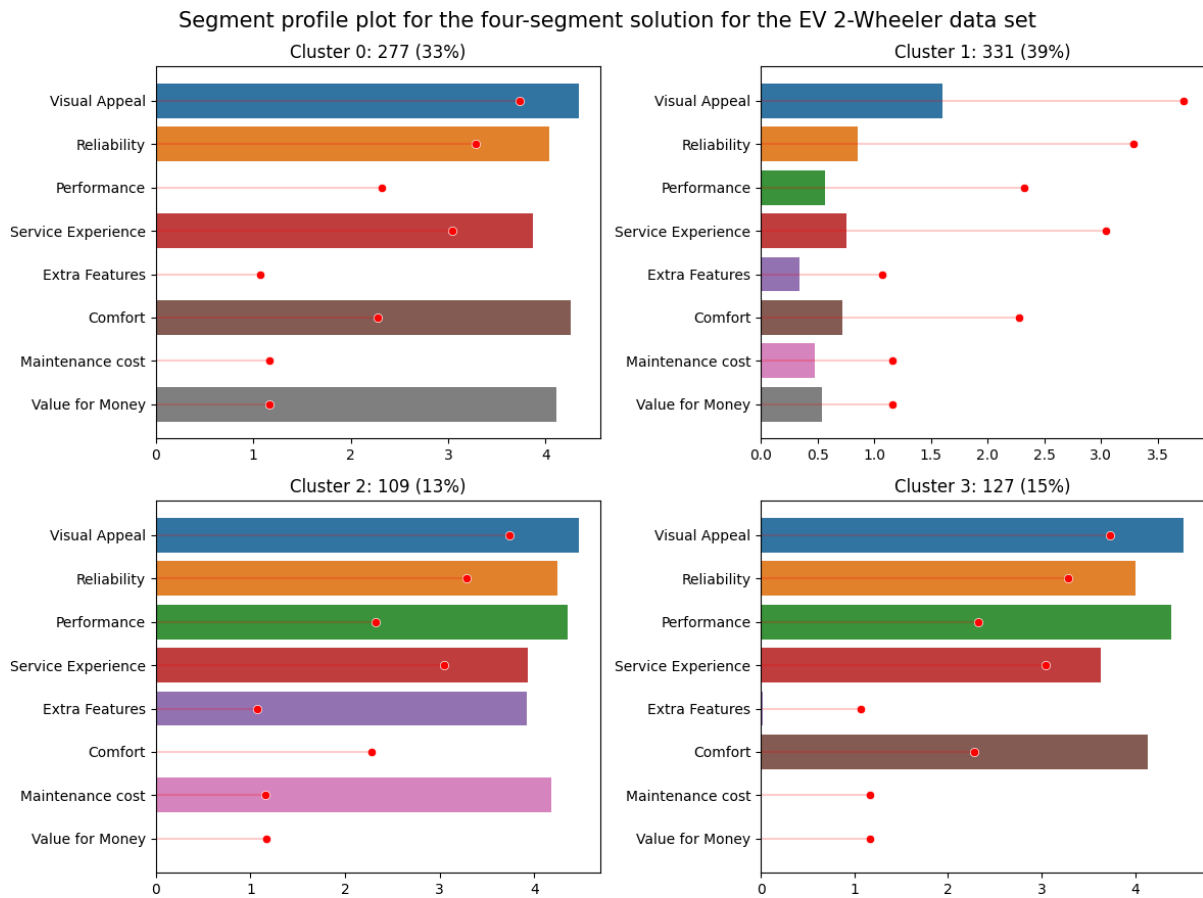 Segment profile plot for the four-segment solution for the EV 2-Wheeler data set
Cluster 0: 277 (33%)
Visual Appeal
Reliability
Performance
Service Experience
Extra Features
Comfort
Maintenance cost
Value for Money
0 1 2 3 4
Cluster 1: 331 (39%)
Visual Appeal
Reliability
Performance
Service Experience
Extra Features
Comfort
Maintenance cost
Value for Money
0.0 0.5 1.0 1.5 2.0 2.5 3.0 3.5
Cluster 2: 109 (13%)
Visual Appeal
Reliability
Performance
Service Experience
Extra Features
Comfort
Maintenance cost
Value for Money
0 1 2 3 4
Cluster 3: 127 (15%)
Visual Appeal
Reliability
Performance
Service Experience
Extra Features
Comfort
Maintenance cost
Value for Money
0 1 2 3 4